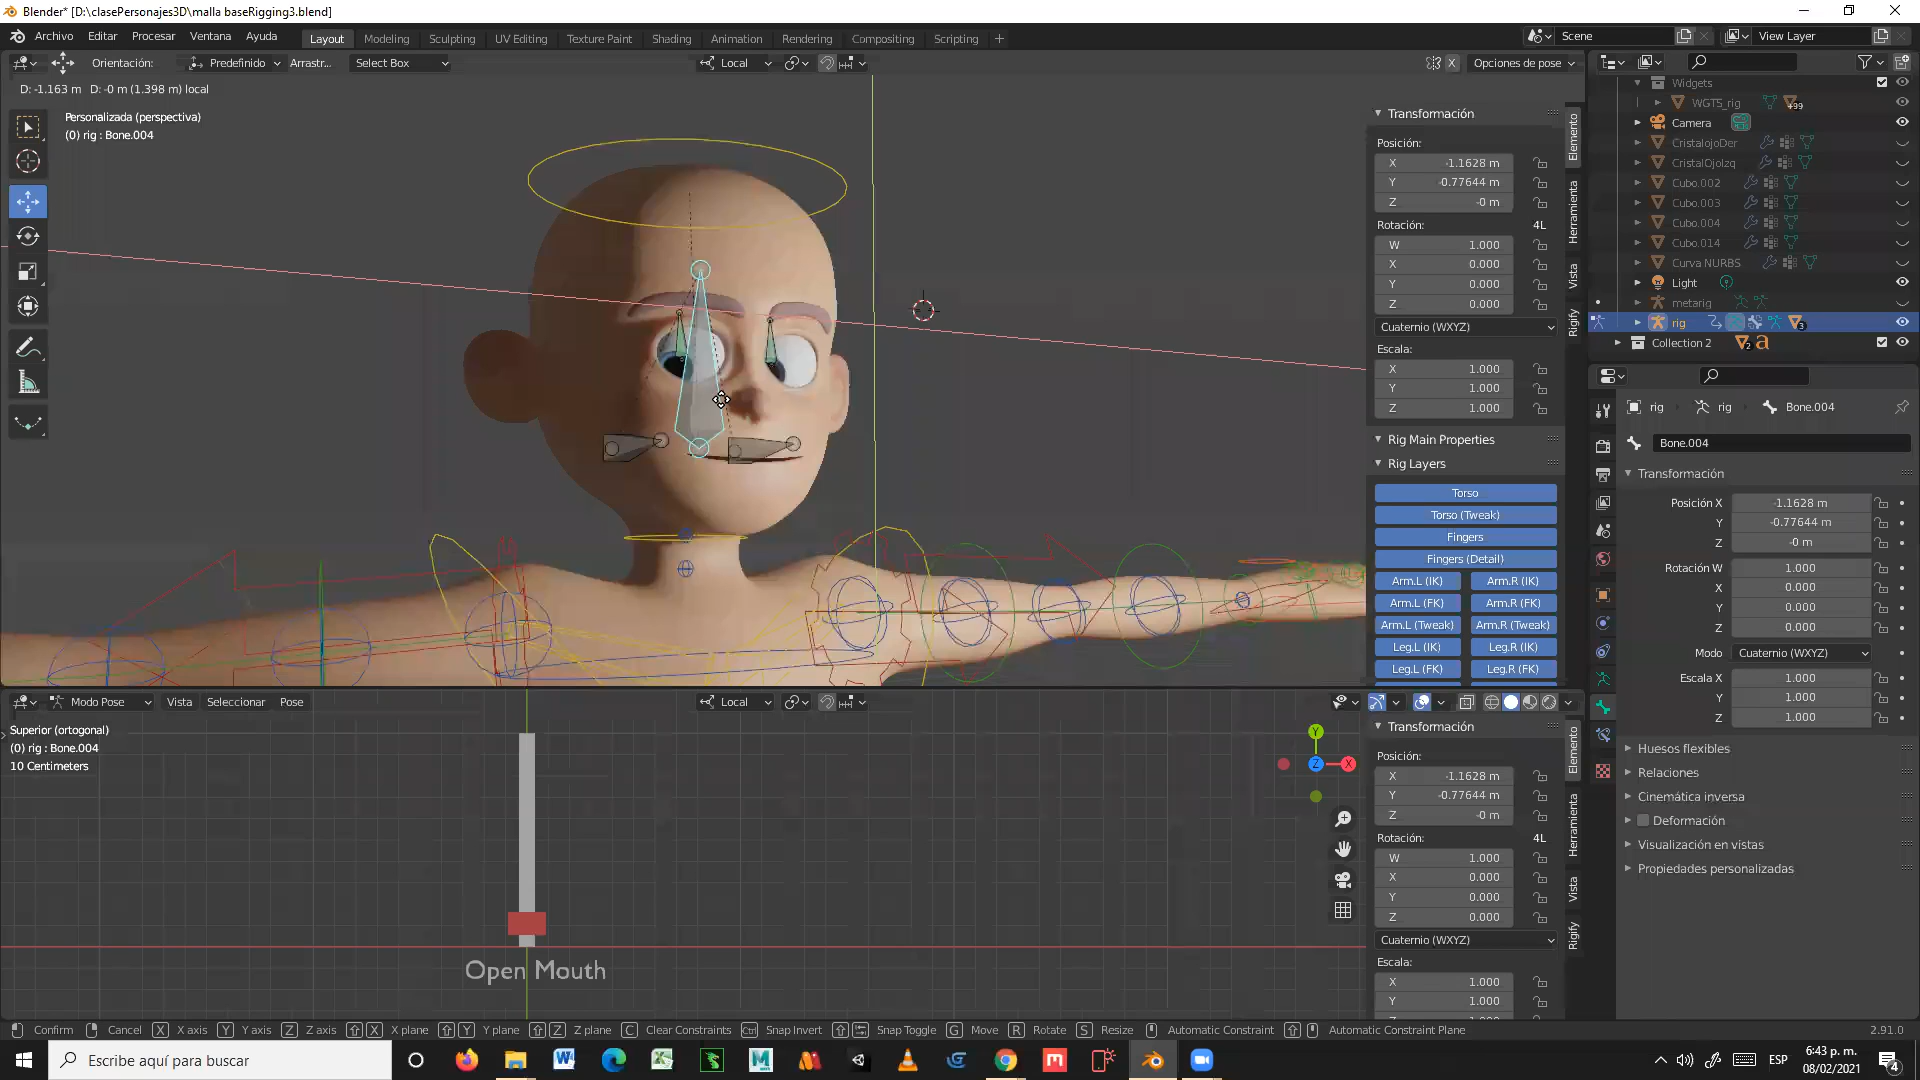 Blender* [D:\clasePersonajes3D\malla baseRigging3.blend]
Archivo Editar Procesar Ventana Ayuda Layout Modeling Sculpting UV Editing Texture Paint Shading Animation Rendering Compositing Scripting + Scene View Layer
Orientación: Predefinido Arrastr... Select Box Local X Opciones de pose
D: -1.163 m D: -0 m (1.398 m) local
Personalizada (perspectiva)
(0) rig : Bone.004
Transformación
Posición:
X -1.1628 m
Y -0.77644 m
Z -0 m
Rotación: 4L
W 1.000
X 0.000
Y 0.000
Z 0.000
Cuaternio (WXYZ)
Escala:
X 1.000
Y 1.000
Z 1.000
Rig Main Properties
Rig Layers
Torso
Torso (Tweak)
Fingers
Fingers (Detail)
Arm.L (IK) Arm.R (IK)
Arm.L (FK) Arm.R (FK)
Arm.L (Tweak) Arm.R (Tweak)
Leg.L (IK) Leg.R (IK)
Leg.L (FK) Leg.R (FK)
Elemento
Herramienta
Vista
Rigify
Widgets
WGTS_rig
Camera
CristalojoDer
CristalOjoIzq
Cubo.002
Cubo.003
Cubo.004
Cubo.014
Curva NURBS
Light
metarig
rig 3
Collection 2 2
rig rig Bone.004
Bone.004
Transformación
Posición X -1.1628 m
Y -0.77644 m
Z -0 m
Rotación W 1.000
X 0.000
Y 0.000
Z 0.000
Modo Cuaternio (WXYZ)
Escala X 1.000
Y 1.000
Z 1.000
Huesos flexibles
Relaciones
Cinemática inversa
Deformación
Visualización en vistas
Propiedades personalizadas
Modo Pose Vista Seleccionar Pose Local
Superior (ortogonal)
(0) rig : Bone.004
10 Centimeters
Open Mouth
Y
Z X
Transformación
Posición:
X -1.1628 m
Y -0.77644 m
Z -0 m
Rotación: 4L
W 1.000
X 0.000
Y 0.000
Z 0.000
Cuaternio (WXYZ)
Escala:
X 1.000
Y 1.000
Elemento
Herramienta
Vista
Rigify
Confirm Cancel X X axis Y Y axis Z Z axis X X plane Y Y plane Z Z plane C Clear Constraints Ctrl Snap Invert Snap Toggle G Move R Rotate S Resize Automatic Constraint Automatic Constraint Plane 2.91.0
Escribe aquí para buscar ESP 6:43 p. m.
08/02/2021 4